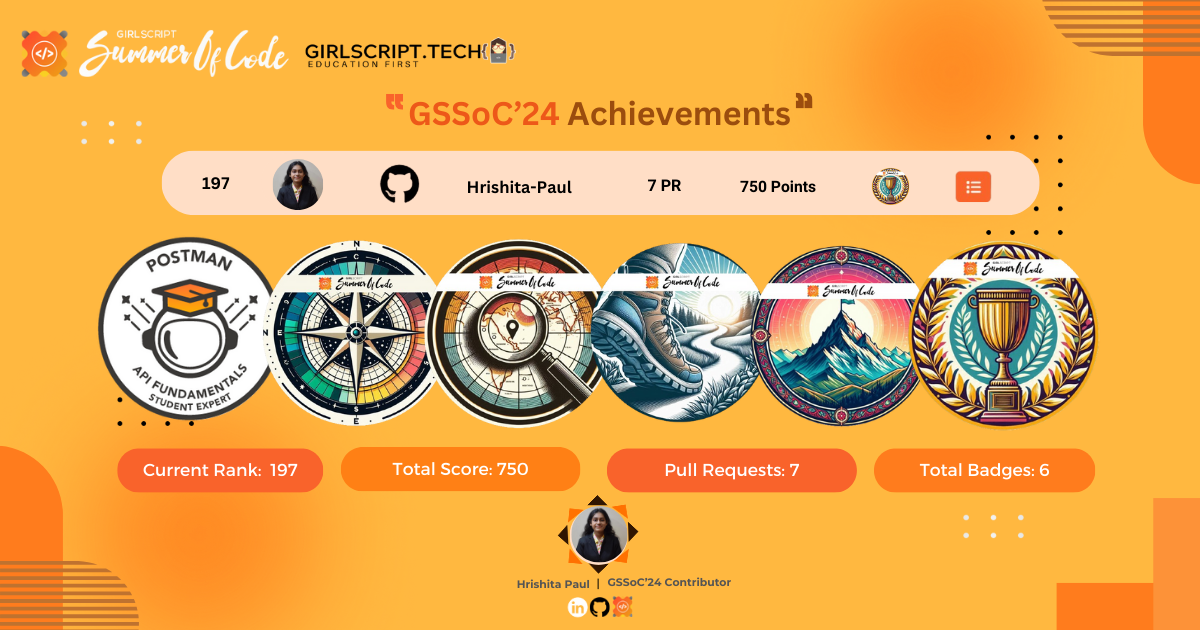 GIRLSCRIPT
Summer Of Code
GIRLSCRIPT.TECH
EDUCATION FIRST
"GSSoC’24 Achievements"
197
Hrishita-Paul
7 PR
750 Points
POSTMAN
API FUNDAMENTALS
STUDENT EXPERT
Summer Of Code
Summer Of Code
Summer Of Code
Summer Of Code
Summer Of Code
Current Rank: 197
Total Score: 750
Pull Requests: 7
Total Badges: 6
Hrishita Paul | GSSoC’24 Contributor
in